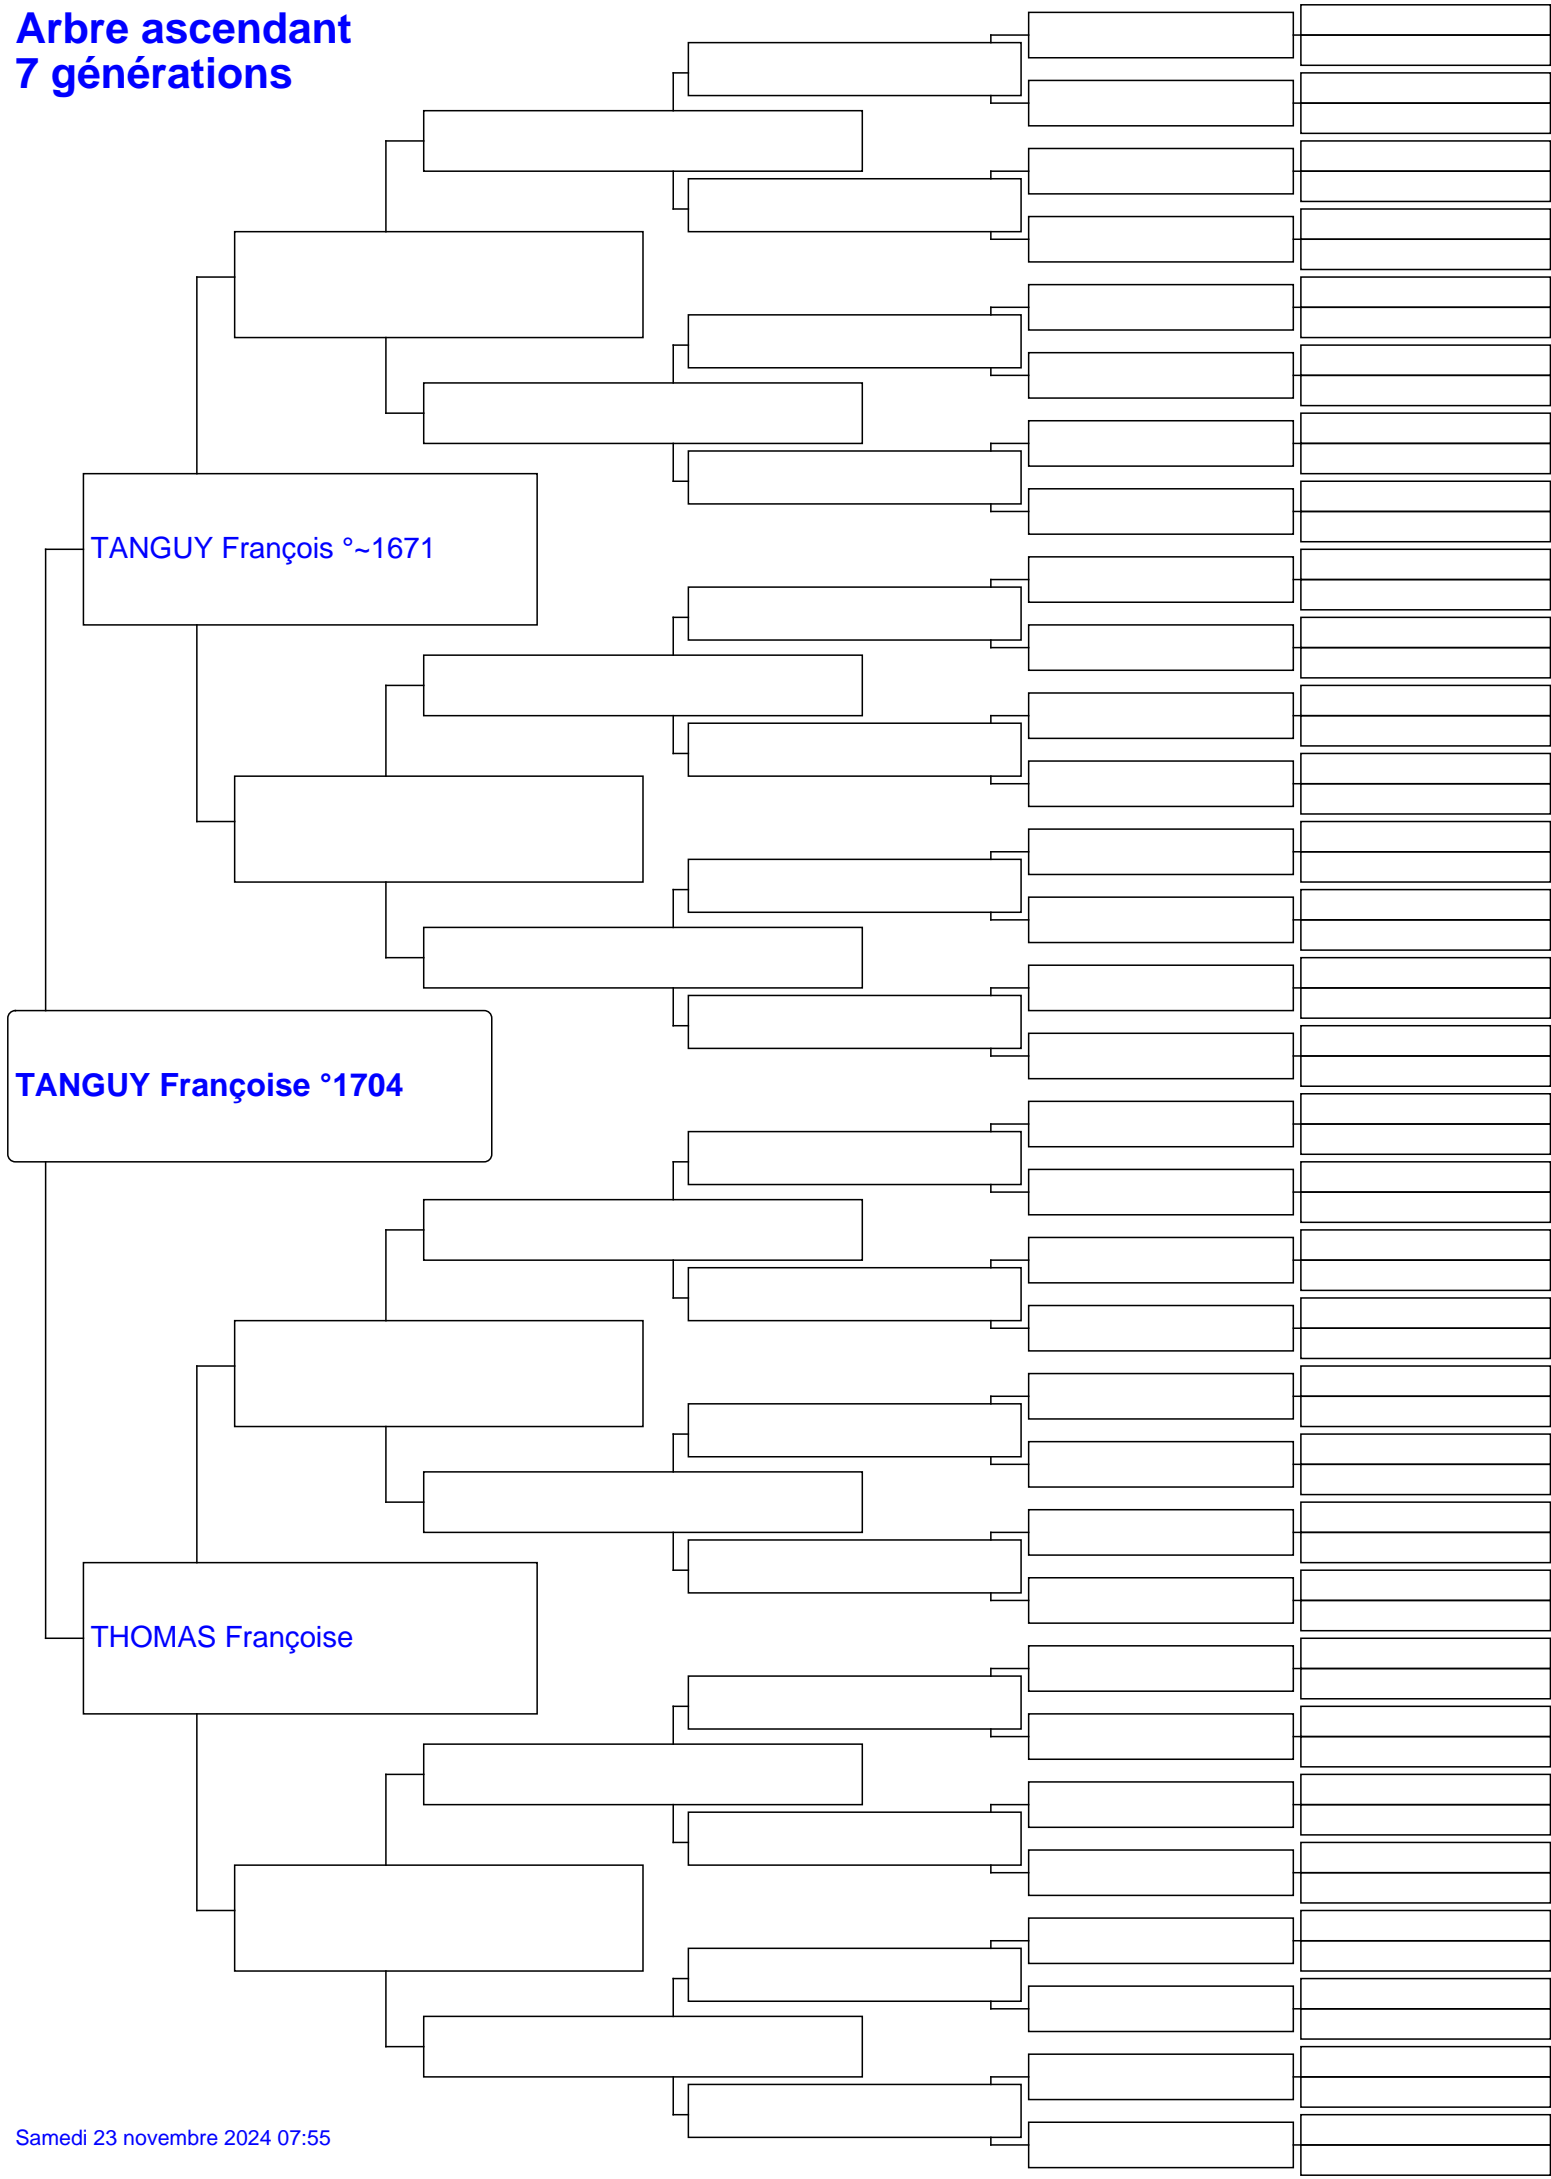 Arbre ascendant
7 générations
TANGUY François °~1671
TANGUY Françoise °1704
THOMAS Françoise
Samedi 23 novembre 2024 07:55